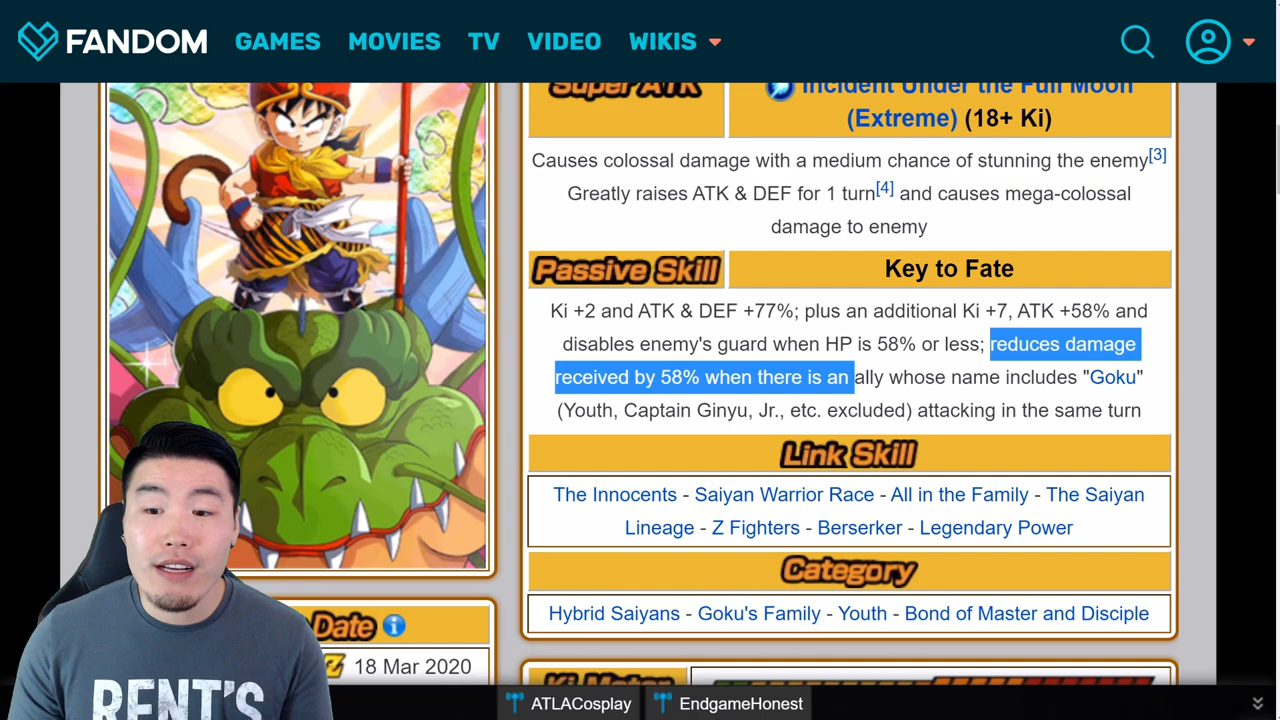 FANDOM GAMES MOVIES TV VIDEO WIKIS
Super ATK
Incident Under the Full Moon
(Extreme) (18+ Ki)
Causes colossal damage with a medium chance of stunning the enemy[3]
Greatly raises ATK & DEF for 1 turn[4] and causes mega-colossal
damage to enemy
Passive Skill
Key to Fate
Ki +2 and ATK & DEF +77%; plus an additional Ki +7, ATK +58% and
disables enemy's guard when HP is 58% or less; reduces damage
received by 58% when there is an ally whose name includes "Goku"
(Youth, Captain Ginyu, Jr., etc. excluded) attacking in the same turn
Link Skill
The Innocents - Saiyan Warrior Race - All in the Family - The Saiyan
Lineage - Z Fighters - Berserker - Legendary Power
Category
Hybrid Saiyans - Goku's Family - Youth - Bond of Master and Disciple
Date
18 Mar 2020
Ki Meter
RENT'S
ATLACosplay
EndgameHonest